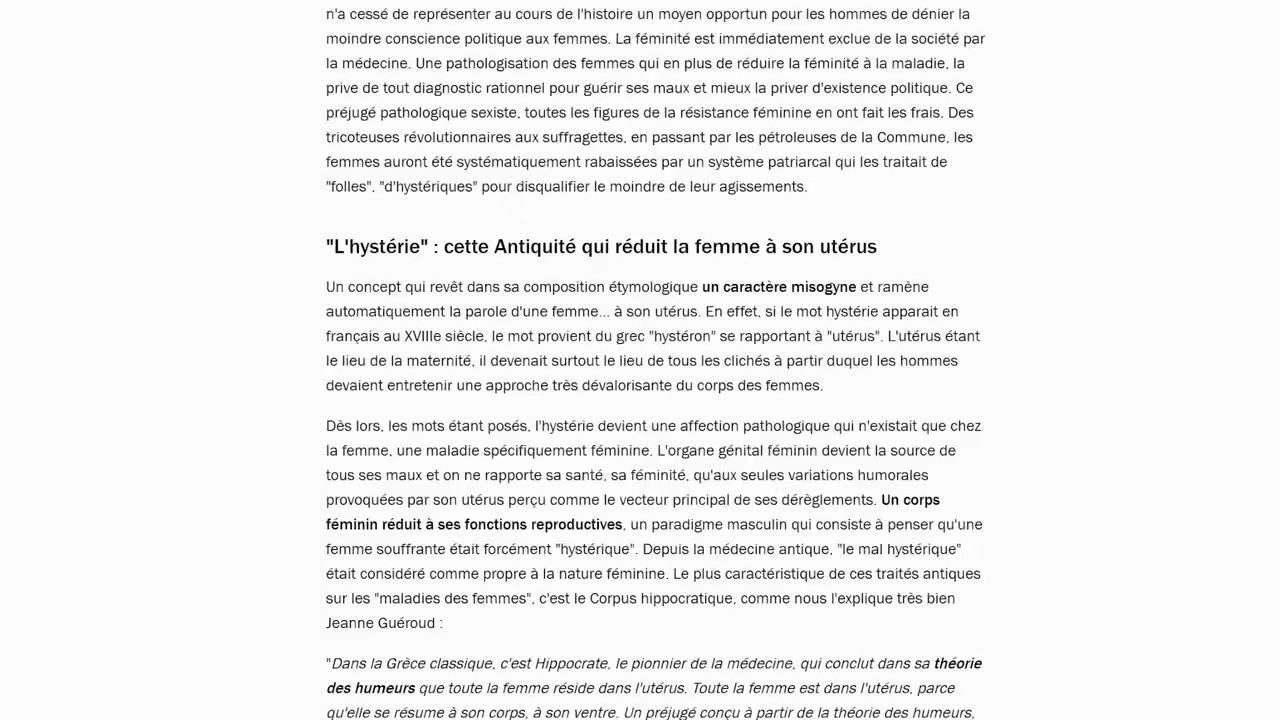 n'a cessé de représenter au cours de l'histoire un moyen opportun pour les hommes de dénier la
moindre conscience politique aux femmes. La féminité est immédiatement exclue de la société par
la médecine. Une pathologisation des femmes qui en plus de réduire la féminité à la maladie, la
prive de tout diagnostic rationnel pour guérir ses maux et mieux la priver d'existence politique. Ce
préjugé pathologique sexiste, toutes les figures de la résistance féminine en ont fait les frais. Des
tricoteuses révolutionnaires aux suffragettes, en passant par les pétroleuses de la Commune, les
femmes auront été systématiquement rabaissées par un système patriarcal qui les traitait de
"folles", "d'hystériques" pour disqualifier le moindre de leur agissements.
"L'hystérie" : cette Antiquité qui réduit la femme à son utérus
Un concept qui revêt dans sa composition étymologique un caractère misogyne et ramène
automatiquement la parole d'une femme... à son utérus. En effet, si le mot hystérie apparait en
français au XVIIIe siècle, le mot provient du grec "hystéron" se rapportant à "utérus". L'utérus étant
le lieu de la maternité, il devenait surtout le lieu de tous les clichés à partir duquel les hommes
devaient entretenir une approche très dévalorisante du corps des femmes.
Dès lors, les mots étant posés, l'hystérie devient une affection pathologique qui n'existait que chez
la femme, une maladie spécifiquement féminine. L'organe génital féminin devient la source de
tous ses maux et on ne rapporte sa santé, sa féminité, qu'aux seules variations humorales
provoquées par son utérus perçu comme le vecteur principal de ses dérèglements. Un corps
féminin réduit à ses fonctions reproductives, un paradigme masculin qui consiste à penser qu'une
femme souffrante était forcément "hystérique". Depuis la médecine antique, "le mal hystérique"
était considéré comme propre à la nature féminine. Le plus caractéristique de ces traités antiques
sur les "maladies des femmes", c'est le Corpus hippocratique, comme nous l'explique très bien
Jeanne Guéroud :
"Dans la Grèce classique, c'est Hippocrate, le pionnier de la médecine, qui conclut dans sa théorie
des humeurs que toute la femme réside dans l'utérus. Toute la femme est dans l'utérus, parce
qu'elle se résume à son corps, à son ventre. Un préjugé conçu à partir de la théorie des humeurs,